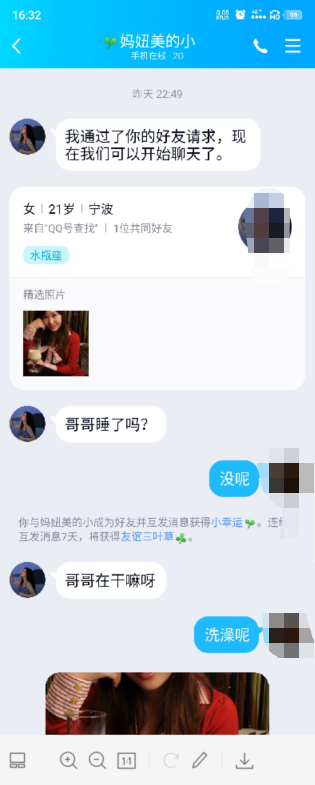 16:32
妈妞美的小
手机在线 · 2G
昨天 22:49
我通过了你的好友请求，现
在我们可以开始聊天了。
女 | 21岁 | 宁波
来自"QQ号查找" | 1位共同好友
水瓶座
精选照片
哥哥睡了吗？
没呢
你与妈妞美的小成为好友并互发消息获得小幸运。连
互发消息7天，将获得友谊三叶草。
哥哥在干嘛呀
洗澡呢
1:1